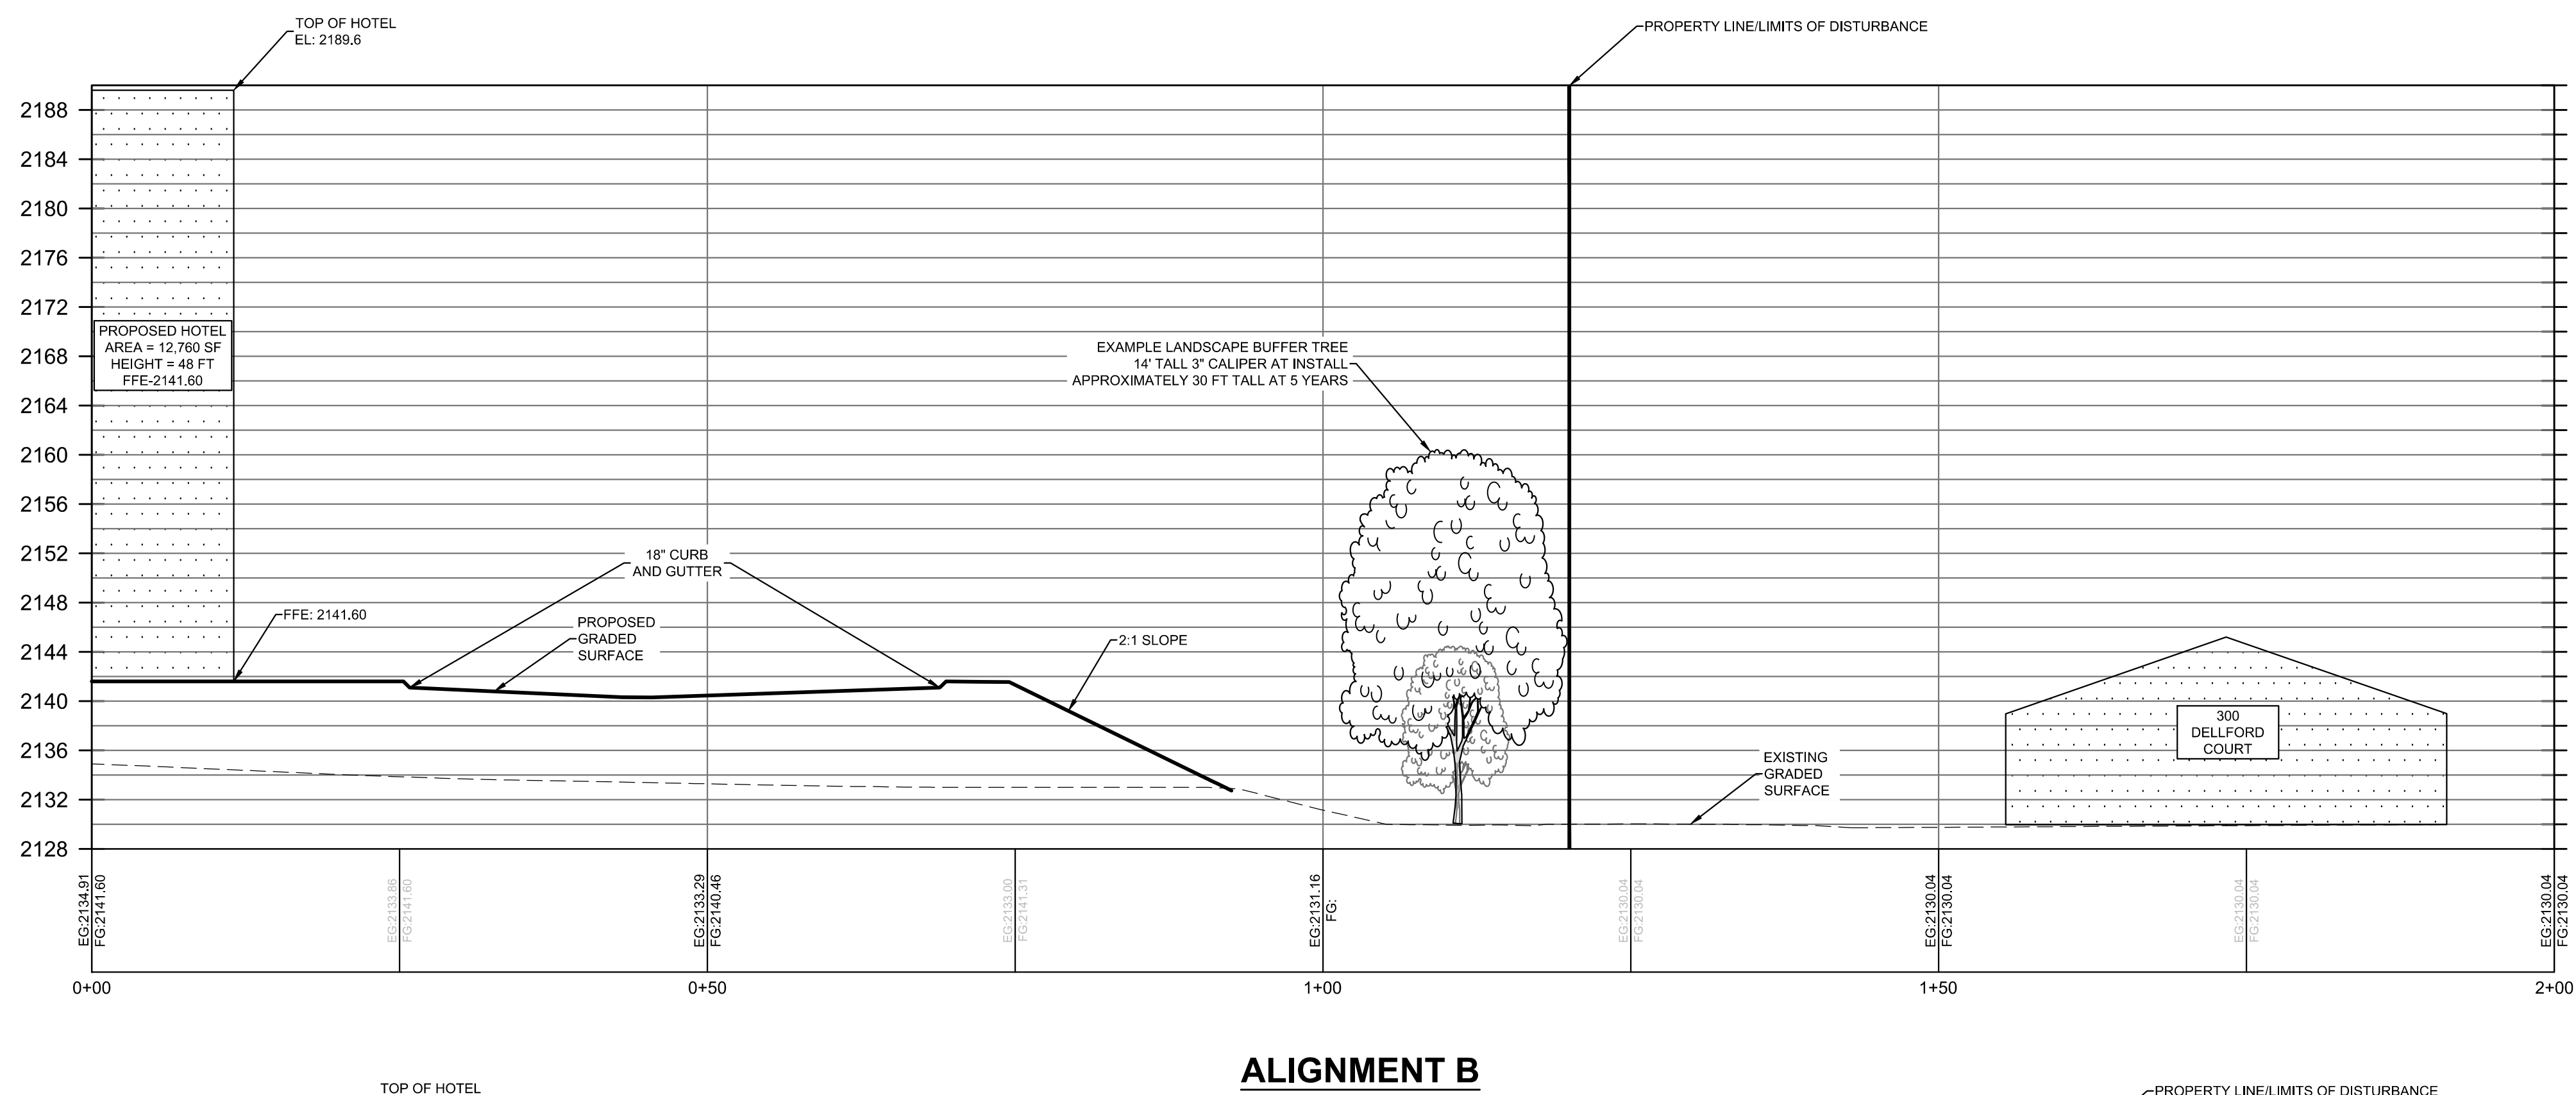 TOP OF HOTEL
EL: 2189.6
PROPERTY LINE/LIMITS OF DISTURBANCE
2188
2184
2180
2176
2172
2168
2164
2160
2156
2152
2148
2144
2140
2136
2132
2128
PROPOSED HOTEL
AREA = 12,760 SF
HEIGHT = 48 FT
FFE-2141.60
EXAMPLE LANDSCAPE BUFFER TREE
14' TALL 3" CALIPER AT INSTALL
APPROXIMATELY 30 FT TALL AT 5 YEARS
18" CURB
AND GUTTER
FFE: 2141.60
PROPOSED
GRADED
SURFACE
2:1 SLOPE
300
DELLFORD
COURT
EXISTING
GRADED
SURFACE
EG:2134.91
FG:2141.60
EG:2133.86
FG:2141.60
EG:2133.29
FG:2140.46
EG:2133.00
FG:2141.31
EG:2131.16
FG:
EG:2130.04
FG:2130.04
EG:2130.04
FG:2130.04
EG:2130.04
FG:2130.04
EG:2130.04
FG:2130.04
0+00
0+50
1+00
1+50
2+00
ALIGNMENT B
TOP OF HOTEL
PROPERTY LINE/LIMITS OF DISTURBANCE